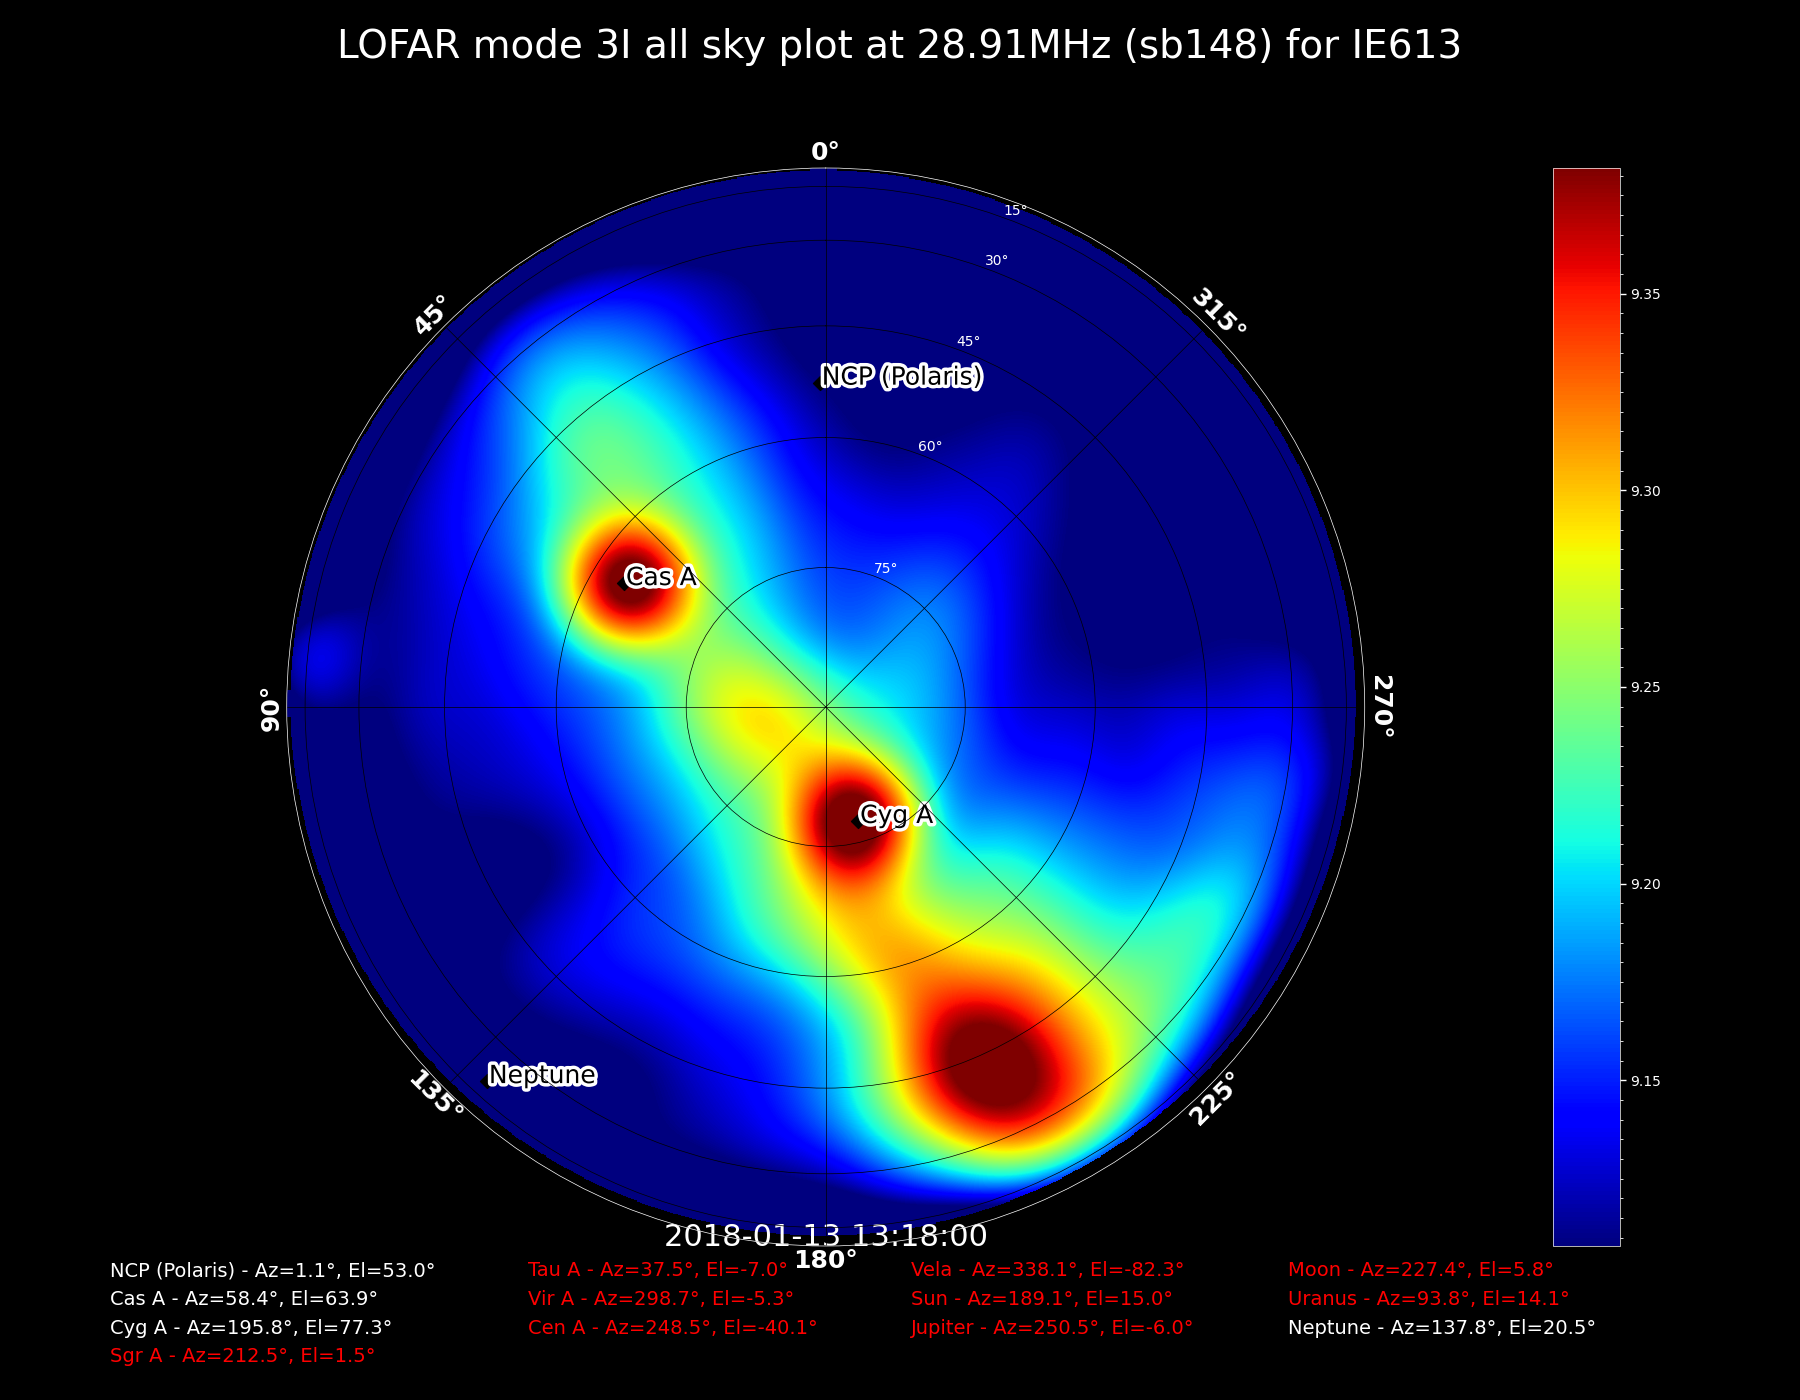 LOFAR mode 3I all sky plot at 28.91MHz (sb148) for IE613
0°
15°
30°
45°
315°
45°
9.35
NCP (Polaris)
60°
9.30
75°
Cas A
90°
270°
9.25
Cyg A
9.20
Neptune
135°
225°
9.15
2018-01-13 13:18:00
180°
NCP (Polaris) - Az=1.1°, El=53.0°
Cas A - Az=58.4°, El=63.9°
Cyg A - Az=195.8°, El=77.3°
Sgr A - Az=212.5°, El=1.5°
Tau A - Az=37.5°, El=-7.0°
Vir A - Az=298.7°, El=-5.3°
Cen A - Az=248.5°, El=-40.1°
Vela - Az=338.1°, El=-82.3°
Sun - Az=189.1°, El=15.0°
Jupiter - Az=250.5°, El=-6.0°
Moon - Az=227.4°, El=5.8°
Uranus - Az=93.8°, El=14.1°
Neptune - Az=137.8°, El=20.5°